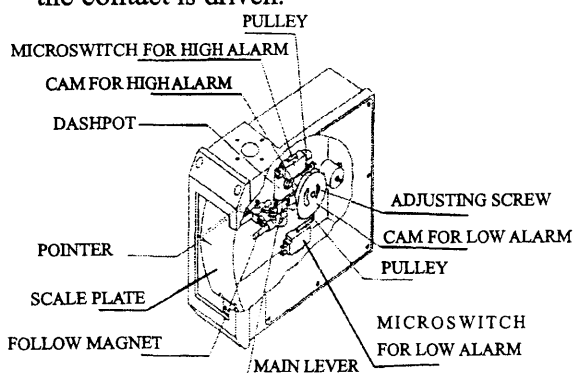 the contact is driven.
PULLEY
MICROSWITCH FOR HIGH ALARM
CAM FOR HIGH ALARM
DASHPOT
ADJUSTING SCREW
CAM FOR LOW ALARM
POINTER
PULLEY
SCALE PLATE
MICROSWITCH
FOR LOW ALARM
FOLLOW MAGNET
MAIN LEVER